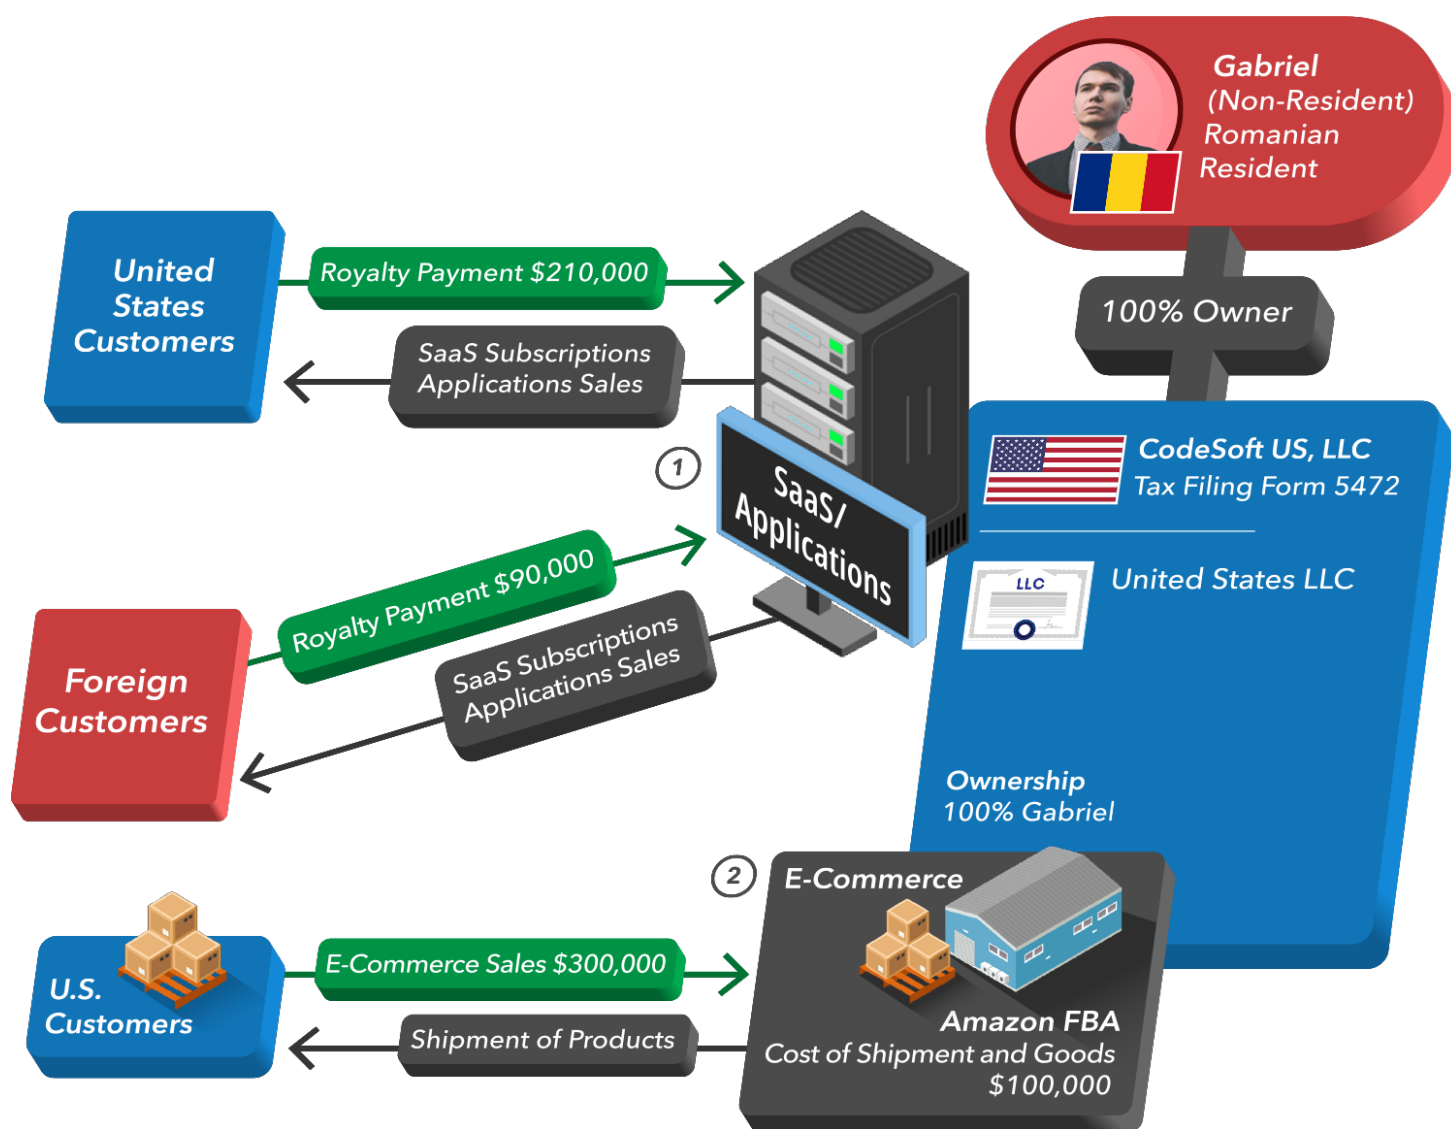 Gabriel
(Non-Resident)
Romanian
Resident
100% Owner
United
States
Customers
Royalty Payment $210,000
SaaS Subscriptions
Applications Sales
1
SaaS/
Applications
CodeSoft US, LLC
Tax Filing Form 5472
LLC
United States LLC
Ownership
100% Gabriel
Foreign
Customers
Royalty Payment $90,000
SaaS Subscriptions
Applications Sales
2
E-Commerce
U.S.
Customers
E-Commerce Sales $300,000
Shipment of Products
Amazon FBA
Cost of Shipment and Goods
$100,000